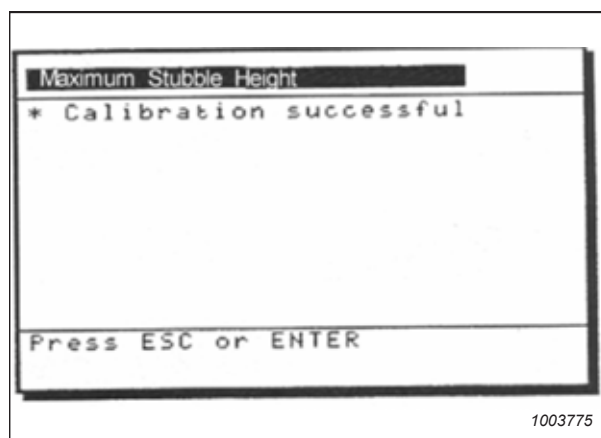 Maximum Stubble Height
* Calibration successful
Press ESC or ENTER
1003775